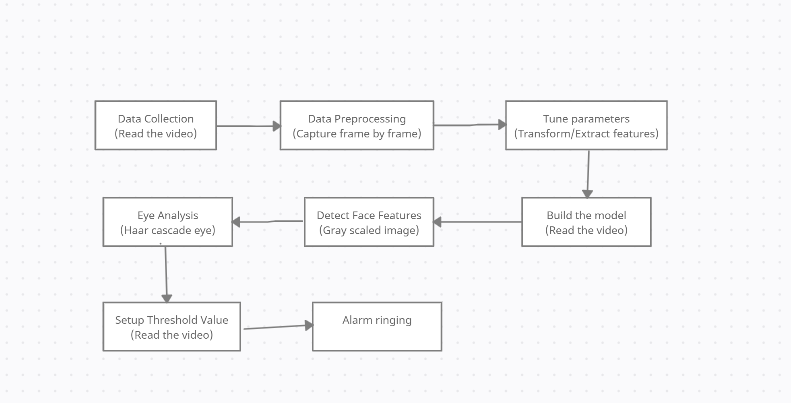 Data Collection
(Read the video)
Data Preprocessing
(Capture frame by frame)
Tune parameters
(Transform/Extract features)
Eye Analysis
(Haar cascade eye)
Detect Face Features
(Gray scaled image)
Build the model
(Read the video)
Setup Threshold Value
(Read the video)
Alarm ringing